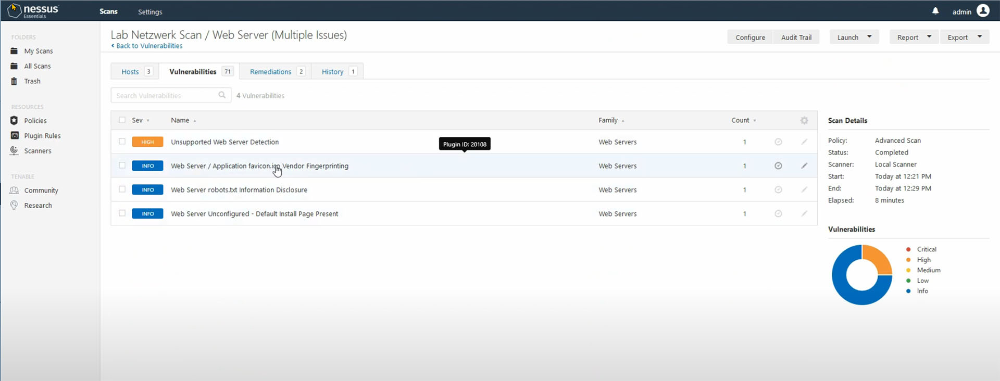 nessus
Essentials
Scans
Settings
admin
FOLDERS
My Scans
All Scans
Trash
RESOURCES
Policies
Plugin Rules
Scanners
TENABLE
Community
Research
Lab Netzwerk Scan / Web Server (Multiple Issues)
Back to Vulnerabilities
Configure
Audit Trail
Launch
Report
Export
Hosts 3
Vulnerabilities 71
Remediations 2
History 1
Search Vulnerabilities
4 Vulnerabilities
Sev Name Family Count
HIGH Unsupported Web Server Detection Web Servers 1
Plugin ID: 20108
INFO Web Server / Application favicon.ico Vendor Fingerprinting Web Servers 1
INFO Web Server robots.txt Information Disclosure Web Servers 1
INFO Web Server Unconfigured - Default Install Page Present Web Servers 1
Scan Details
Policy: Advanced Scan
Status: Completed
Scanner: Local Scanner
Start: Today at 12:21 PM
End: Today at 12:29 PM
Elapsed: 8 minutes
Vulnerabilities
Critical
High
Medium
Low
Info